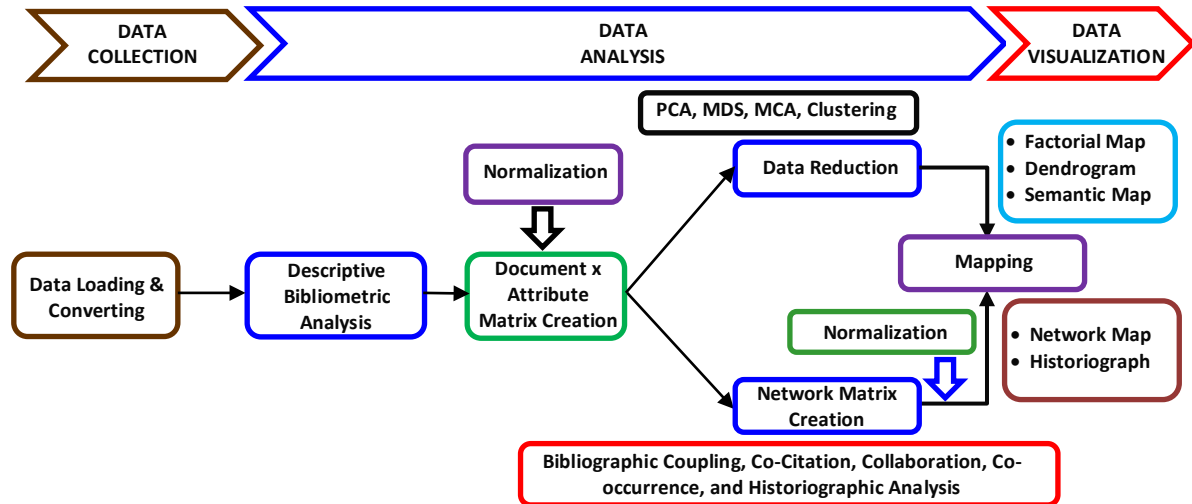 DATA
COLLECTION
DATA
ANALYSIS
DATA
VISUALIZATION
PCA, MDS, MCA, Clustering
• Factorial Map
• Dendrogram
• Semantic Map
Normalization
Data Reduction
Data Loading &
Converting
Descriptive
Bibliometric
Analysis
Document x
Attribute
Matrix Creation
Mapping
Normalization
• Network Map
• Historiograph
Network Matrix
Creation
Bibliographic Coupling, Co-Citation, Collaboration, Co-
occurrence, and Historiographic Analysis